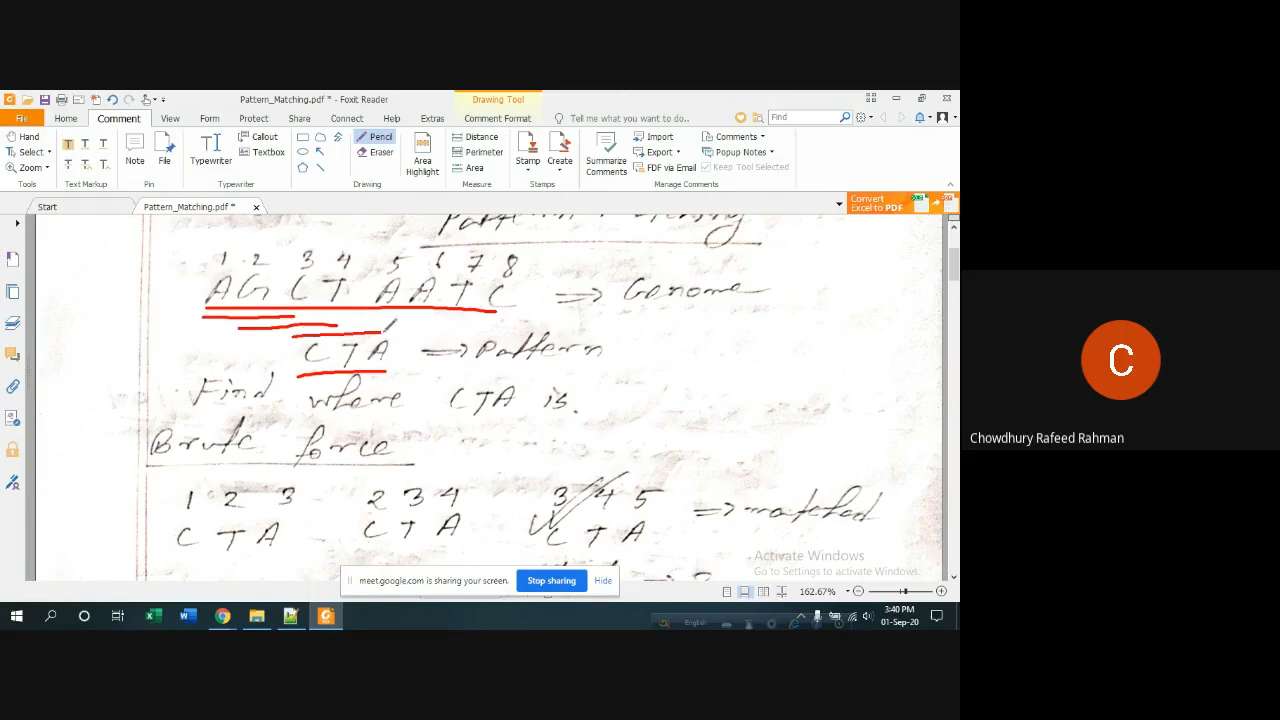 Pattern_Matching.pdf * - Foxit Reader
Drawing Tool
File Home Comment View Form Protect Share Connect Help Extras Comment Format Tell me what you want to do.. Find
Hand
Select
Zoom
Tools
Text Markup
Note
File
Pin
Typewriter
Callout
Textbox
Typewriter
Pencil
Eraser
Drawing
Area Highlight
Distance
Perimeter
Area
Measure
Stamp
Create
Stamps
Summarize Comments
Import
Export
FDF via Email
Comments
Popup Notes
Keep Tool Selected
Manage Comments
Start
Pattern_Matching.pdf *
Convert
Excel to PDF
1 2 3 4 5 6 7 8
A G C T A A T C => Genome
C T A => Pattern
Find where CTA is.
Brute force
1 2 3 2 3 4 3 4 5 => matched
C T A C T A C T A
Activate Windows
Go to Settings to activate Windows.
meet.google.com is sharing your screen. Stop sharing Hide
162.67%
English
3:40 PM
01-Sep-20
C
Chowdhury Rafeed Rahman